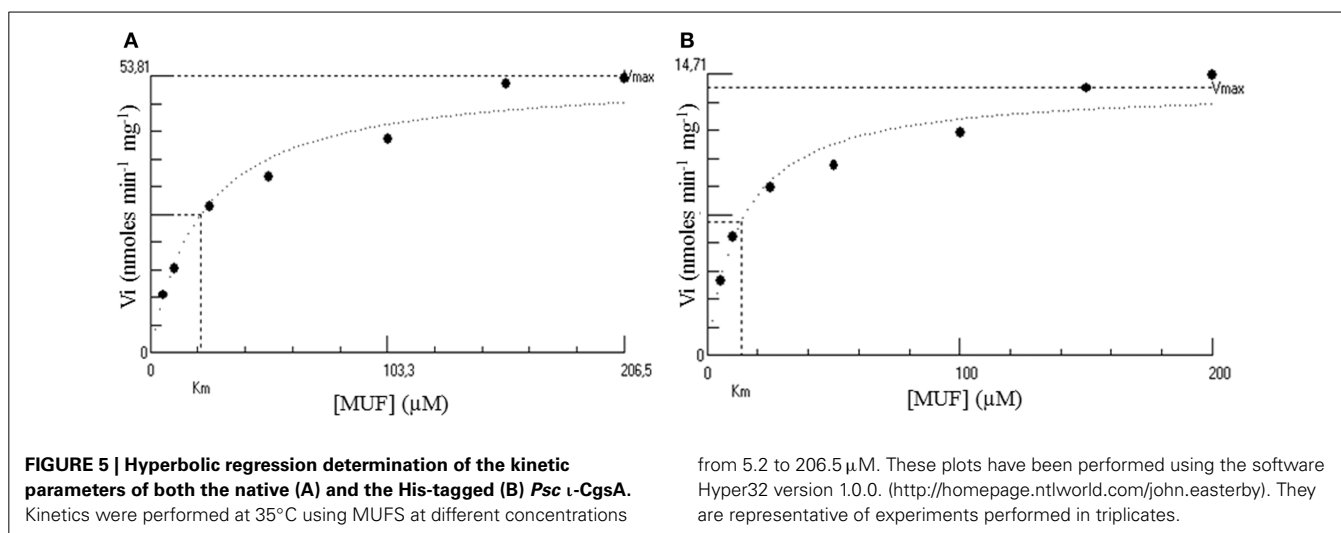 A
53,81
Vmax
Vi (nmoles min⁻¹ mg⁻¹)
0
0
Km
103,3
206,5
[MUF] (µM)
B
14,71
Vmax
Vi (nmoles min⁻¹ mg⁻¹)
0
0
Km
100
200
[MUF] (µM)
FIGURE 5 | Hyperbolic regression determination of the kinetic
parameters of both the native (A) and the His-tagged (B) Psc ι-CgsA.
Kinetics were performed at 35°C using MUFS at different concentrations
from 5.2 to 206.5 µM. These plots have been performed using the software
Hyper32 version 1.0.0. (http://homepage.ntlworld.com/john.easterby). They
are representative of experiments performed in triplicates.